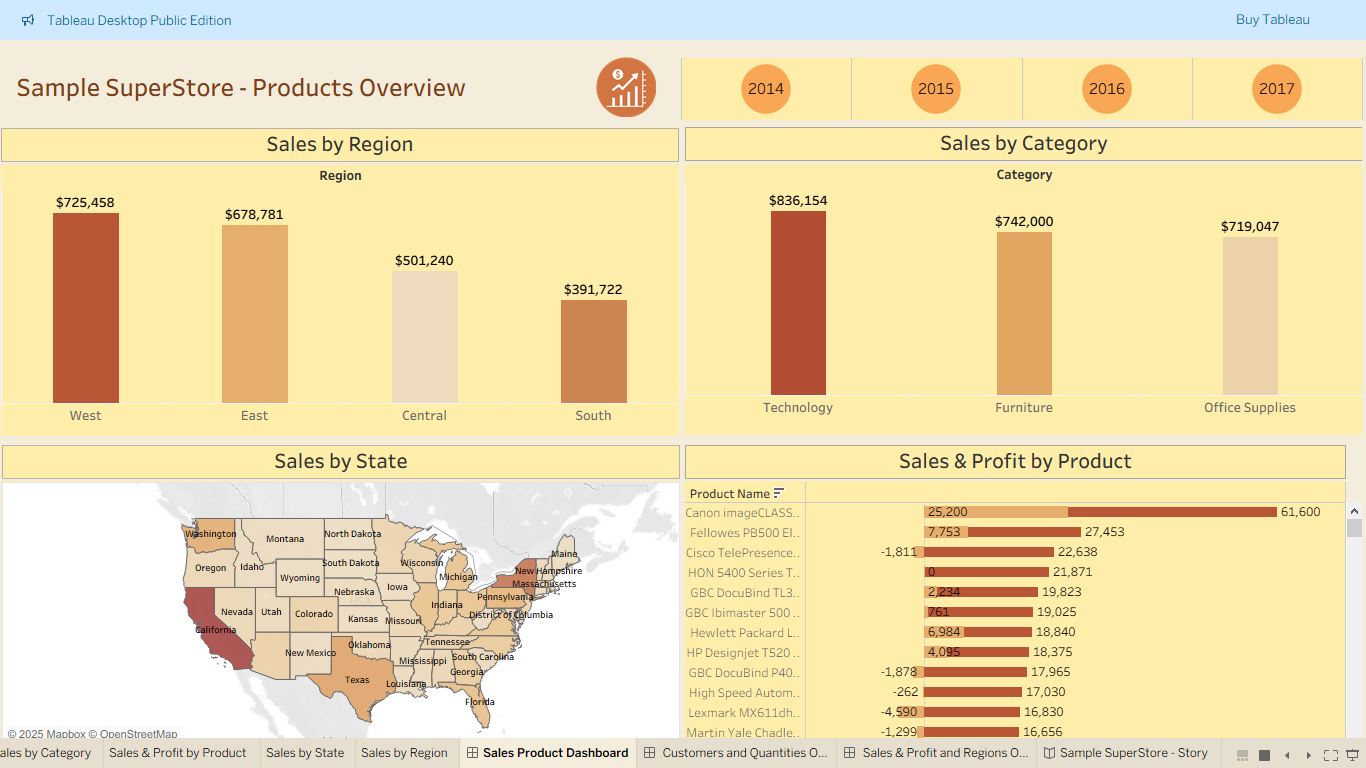 Tableau Desktop Public Edition
Buy Tableau
Sample SuperStore - Products Overview
2014
2015
2016
2017
Sales by Region
Region
$725,458
$678,781
$501,240
$391,722
West
East
Central
South
Sales by Category
Category
$836,154
$742,000
$719,047
Technology
Furniture
Office Supplies
Sales by State
Washington
Montana
North Dakota
Oregon
Idaho
Wyoming
South Dakota
Wisconsin
Michigan
Maine
New Hampshire
Massachusetts
Nebraska
Iowa
Pennsylvania
Nevada
Utah
Colorado
Kansas
Missouri
Indiana
District of Columbia
California
New Mexico
Oklahoma
Tennessee
Mississippi
South Carolina
Georgia
Texas
Louisiana
Florida
© 2025 Mapbox © OpenStreetMap
Sales & Profit by Product
Product Name
Canon imageCLASS.. 25,200 61,600
Fellowes PB500 El.. 7,753 27,453
Cisco TelePresence.. -1,811 22,638
HON 5400 Series T.. 0 21,871
GBC DocuBind TL3.. 2,234 19,823
GBC Ibimaster 500 .. 761 19,025
Hewlett Packard L.. 6,984 18,840
HP Designjet T520 .. 4,095 18,375
GBC DocuBind P40.. -1,878 17,965
High Speed Autom.. -262 17,030
Lexmark MX611dh.. -4,590 16,830
Martin Yale Chadle.. -1,299 16,656
ales by Category
Sales & Profit by Product
Sales by State
Sales by Region
Sales Product Dashboard
Customers and Quantities O...
Sales & Profit and Regions O...
Sample SuperStore - Story